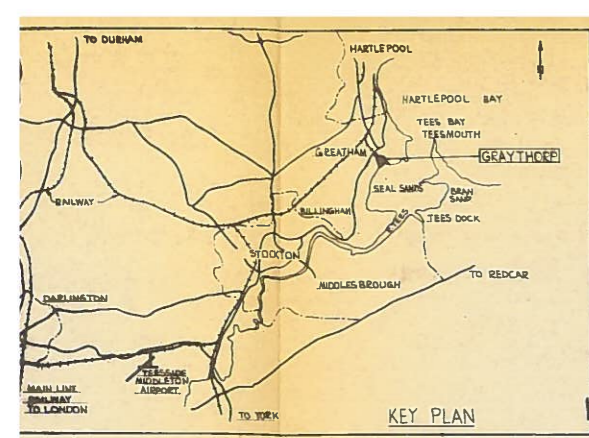 TO DURHAM
HARTLEPOOL
HARTLEPOOL BAY
TEES BAY
TEESMOUTH
GREATHAM
GRAYTHORP
SEAL SANDS
BRAN
SAND
RAILWAY
BILLINGHAM
R. TEES
TEES DOCK
STOCKTON
TO REDCAR
MIDDLESBROUGH
DARLINGTON
TEESSIDE
MIDDLETON
AIRPORT
MAIN LINE
RAILWAY
TO LONDON
TO YORK
KEY PLAN